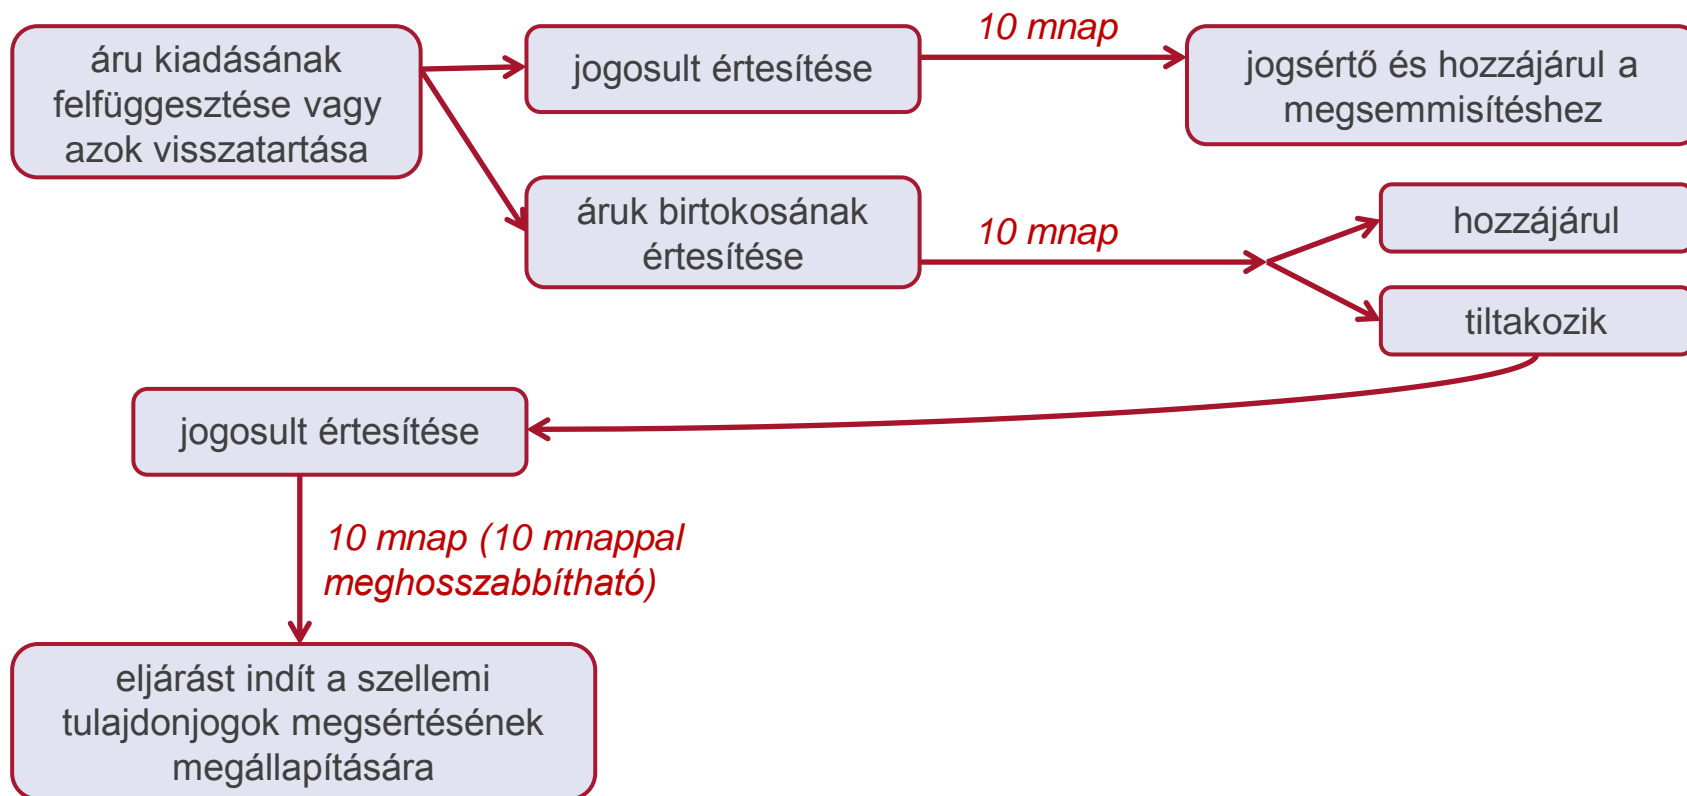 áru kiadásának
felfüggesztése vagy
azok visszatartása
jogosult értesítése
10 mnap
jogsértő és hozzájárul a
megsemmisítéshez
áruk birtokosának
értesítése
10 mnap
hozzájárul
tiltakozik
jogosult értesítése
10 mnap (10 mnappal
meghosszabbítható)
eljárást indít a szellemi
tulajdonjogok megsértésének
megállapítására